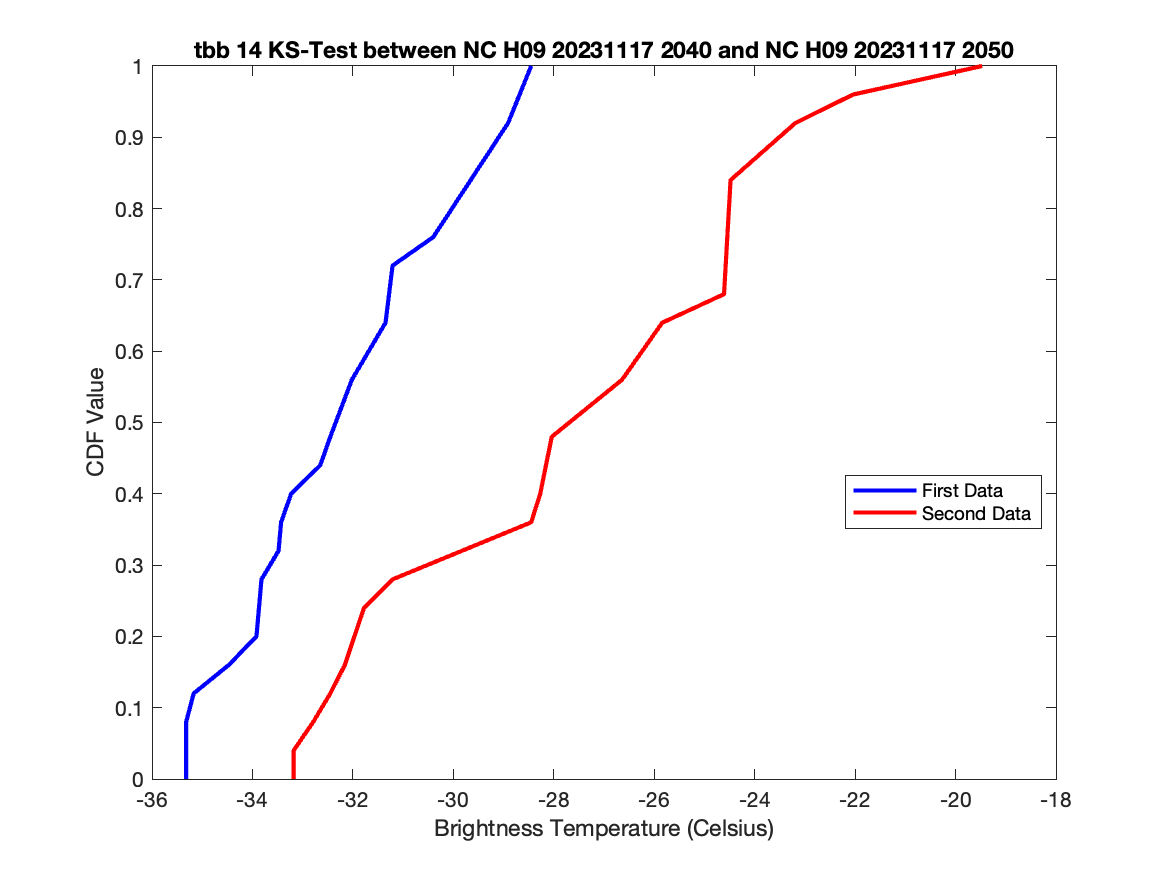 tbb 14 KS-Test between NC H09 20231117 2040 and NC H09 20231117 2050
1
0.9
0.8
0.7
0.6
0.5
0.4
0.3
0.2
0.1
0
CDF Value
First Data
Second Data
-36 -34 -32 -30 -28 -26 -24 -22 -20 -18
Brightness Temperature (Celsius)